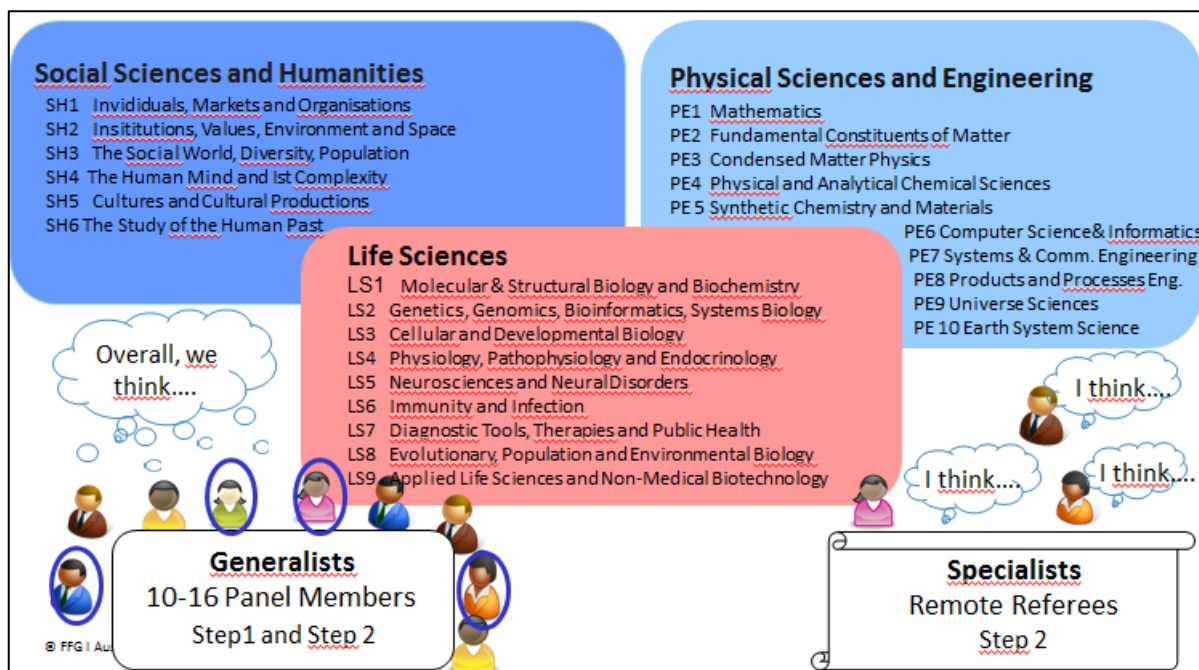 Social Sciences and Humanities
SH1 Invididuals, Markets and Organisations
SH2 Insititutions, Values, Environment and Space
SH3 The Social World, Diversity, Population
SH4 The Human Mind and Ist Complexity
SH5 Cultures and Cultural Productions
SH6 The Study of the Human Past
Physical Sciences and Engineering
PE1 Mathematics
PE2 Fundamental Constituents of Matter
PE3 Condensed Matter Physics
PE4 Physical and Analytical Chemical Sciences
PE 5 Synthetic Chemistry and Materials
PE6 Computer Science& Informatics
PE7 Systems & Comm. Engineering
PE8 Products and Processes Eng.
PE9 Universe Sciences
PE 10 Earth System Science
Life Sciences
LS1 Molecular & Structural Biology and Biochemistry
LS2 Genetics, Genomics, Bioinformatics, Systems Biology
LS3 Cellular and Developmental Biology
LS4 Physiology, Pathophysiology and Endocrinology
LS5 Neurosciences and Neural Disorders
LS6 Immunity and Infection
LS7 Diagnostic Tools, Therapies and Public Health
LS8 Evolutionary, Population and Environmental Biology
LS9 Applied Life Sciences and Non-Medical Biotechnology
Overall, we
think....
I think....
I think....
I think....
Generalists
10-16 Panel Members
Step1 and Step 2
Specialists
Remote Referees
Step 2
© FFG I